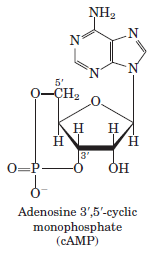 NH₂
N
N
N
N
5′
O—CH₂
O
H
H
H
H
3′
O=P
O
OH
O⁻
Adenosine 3′,5′-cyclic
monophosphate
(cAMP)